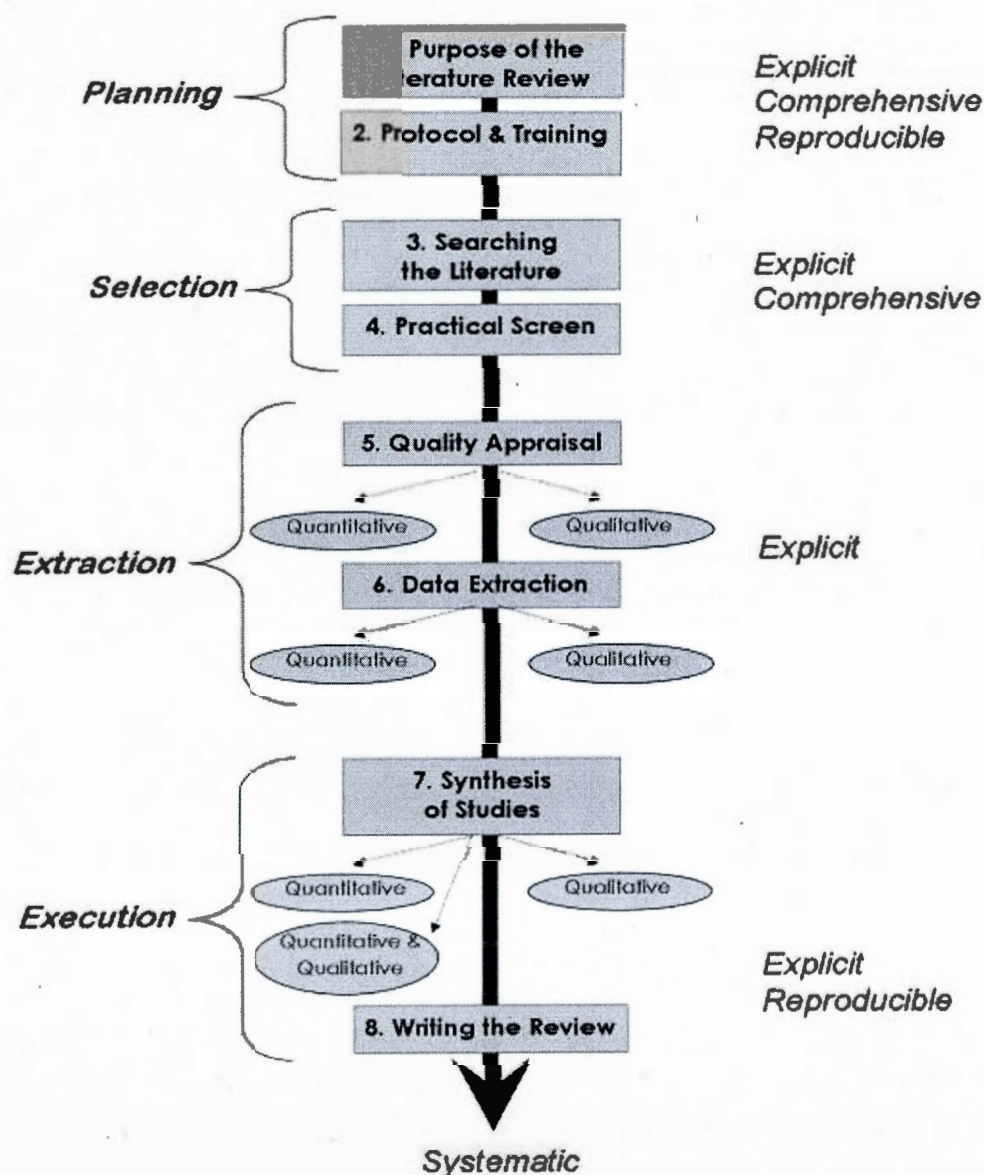 Planning
Purpose of the
terature Review
2. Protocol & Training
Explicit
Comprehensive
Reproducible
Selection
3. Searching
the Literature
4. Practical Screen
Explicit
Comprehensive
Extraction
5. Quality Appraisal
Quantitative
Qualitative
6. Data Extraction
Quantitative
Qualitative
Explicit
Execution
7. Synthesis
of Studies
Quantitative
Qualitative
Quantitative &
Qualitative
8. Writing the Review
Explicit
Reproducible
Systematic